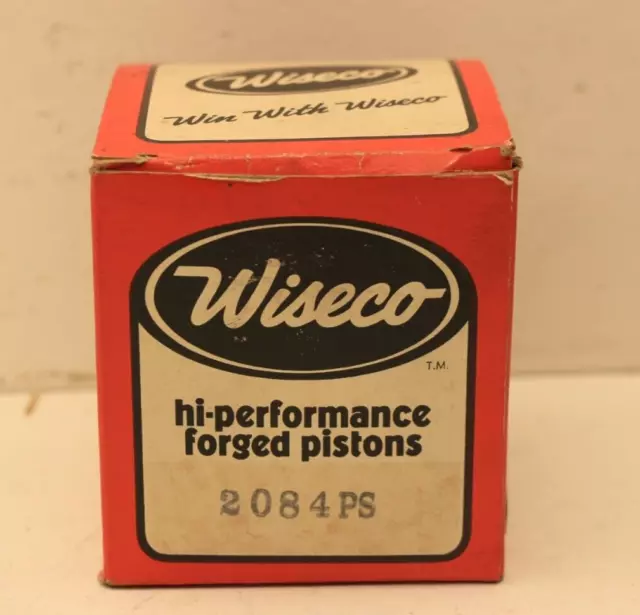 Wiseco
Win With Wiseco
Wiseco
T.M.
hi-performance
forged pistons
2084PS